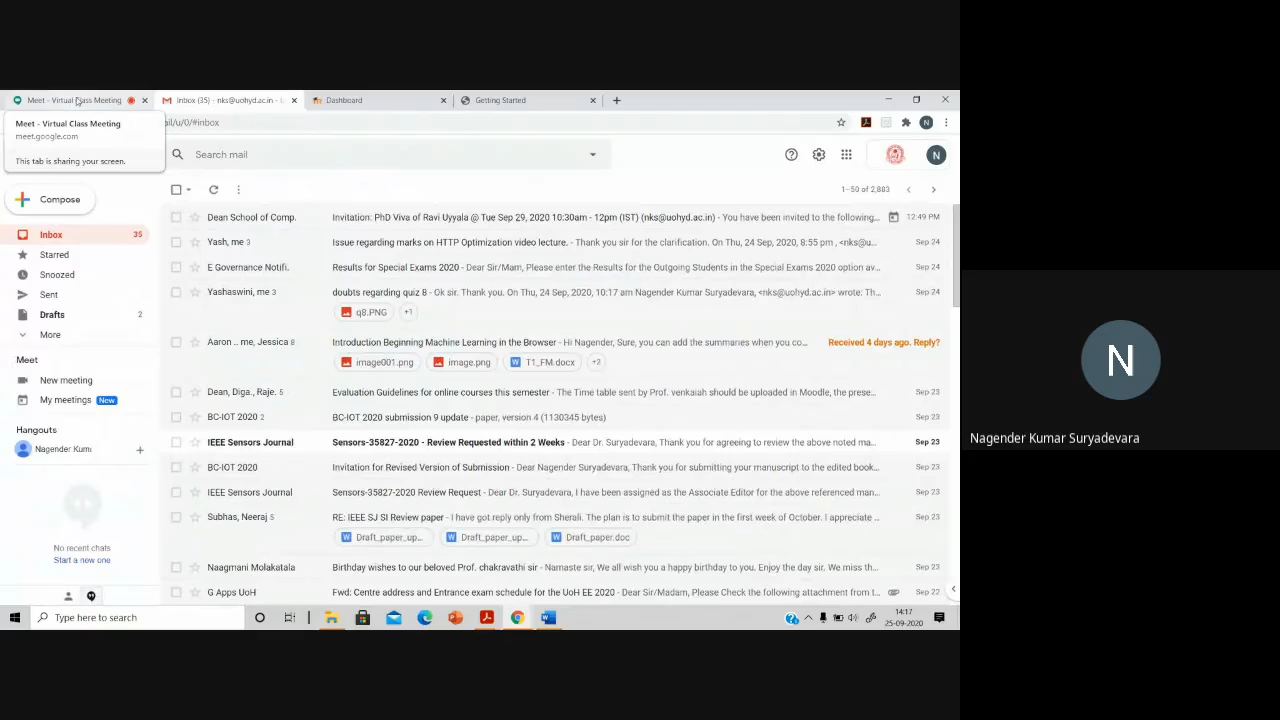 Meet - Virtual Class Meeting
Inbox (35) - nks@uohyd.ac.in -
Dashboard
Getting Started
Meet - Virtual Class Meeting
meet.google.com
This tab is sharing your screen.
ail/u/0/#inbox
N
Search mail
N
Compose
1–50 of 2,883
Inbox 35
Starred
Snoozed
Sent
Drafts 2
More
Meet
New meeting
My meetings New
Hangouts
Nagender Kum
No recent chats
Start a new one
Dean School of Comp. Invitation: PhD Viva of Ravi Uyyala @ Tue Sep 29, 2020 10:30am - 12pm (IST) (nks@uohyd.ac.in) - You have been invited to the following... 12:49 PM
Yash, me 3 Issue regarding marks on HTTP Optimization video lecture. - Thank you sir for the clarification. On Thu, 24 Sep, 2020, 8:55 pm , <nks@u... Sep 24
E Governance Notifi. Results for Special Exams 2020 - Dear Sir/Mam, Please enter the Results for the Outgoing Students in the Special Exams 2020 option av... Sep 24
Yashaswini, me 3 doubts regarding quiz 8 - Ok sir. Thank you. On Thu, 24 Sep, 2020, 10:17 am Nagender Kumar Suryadevara, <nks@uohyd.ac.in> wrote: Th... Sep 24
q8.PNG +1
Aaron .. me, Jessica 8 Introduction Beginning Machine Learning in the Browser - Hi Nagender, Sure, you can add the summaries when you co... Received 4 days ago. Reply?
image001.png image.png T1_FM.docx +2
Dean, Diga., Raje. 5 Evaluation Guidelines for online courses this semester - The Time table sent by Prof. venkaiah should be uploaded in Moodle, the prese... Sep 23
BC-IOT 2020 2 BC-IOT 2020 submission 9 update - paper, version 4 (1130345 bytes) Sep 23
IEEE Sensors Journal Sensors-35827-2020 - Review Requested within 2 Weeks - Dear Dr. Suryadevara, Thank you for agreeing to review the above noted ma... Sep 23
BC-IOT 2020 Invitation for Revised Version of Submission - Dear Nagender Suryadevara, Thank you for submitting your manuscript to the edited book... Sep 23
IEEE Sensors Journal Sensors-35827-2020 Review Request - Dear Dr. Suryadevara, I have been assigned as the Associate Editor for the above referenced man... Sep 23
Subhas, Neeraj 5 RE: IEEE SJ SI Review paper - I have got reply only from Sherali. The plan is to submit the paper in the first week of October. I appreciate ... Sep 23
Draft_paper_up... Draft_paper_up... Draft_paper.doc
Naagmani Molakatala Birthday wishes to our beloved Prof. chakravathi sir - Namaste sir, We all wish you a happy birthday to you. Enjoy the day sir. We miss th... Sep 23
G Apps UoH Fwd: Centre address and Entrance exam schedule for the UoH EE 2020 - Dear Sir/Madam, Please Check the following attachment from t... Sep 22
Type here to search
14:17
25-09-2020
N
Nagender Kumar Suryadevara